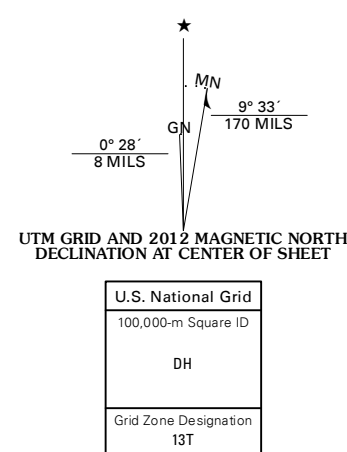 ★
MN
9° 33´
170 MILS
GN
0° 28´
8 MILS
UTM GRID AND 2012 MAGNETIC NORTH
DECLINATION AT CENTER OF SHEET
U.S. National Grid
100,000-m Square ID
DH
Grid Zone Designation
13T